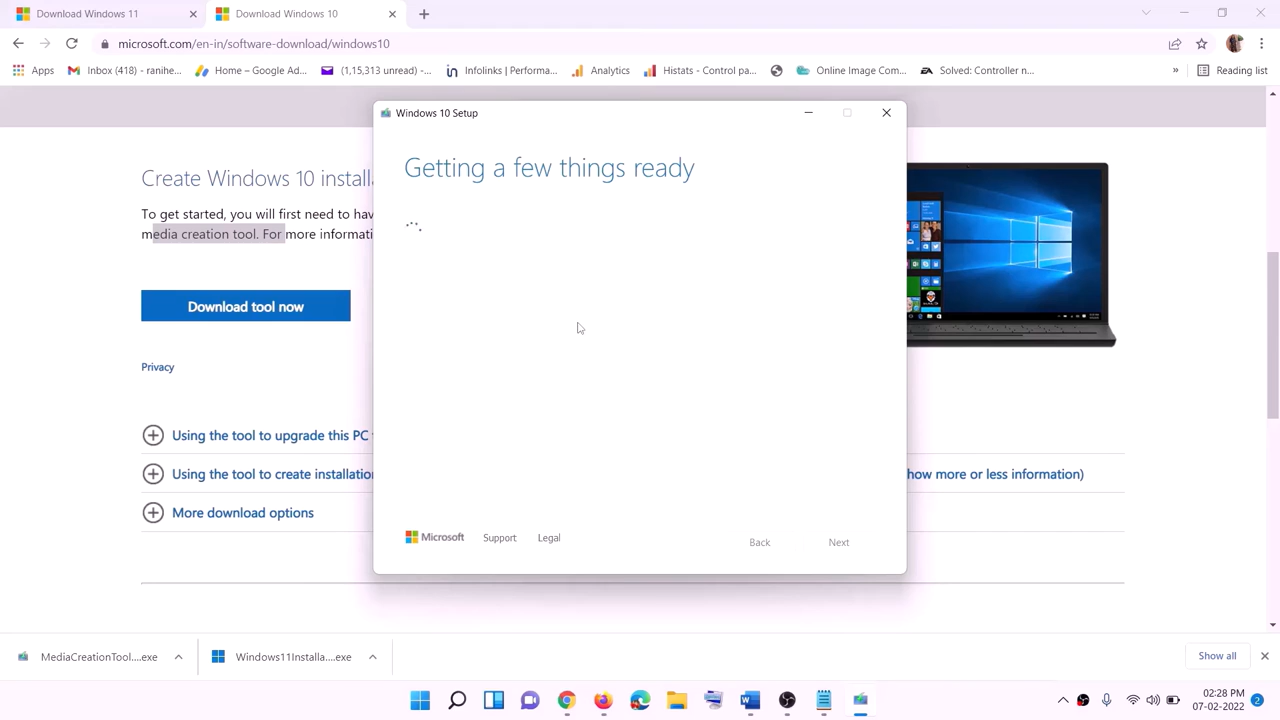 Download Windows 11
Download Windows 10
microsoft.com/en-in/software-download/windows10
Apps
Inbox (418) - ranihe...
Home – Google Ad...
(1,15,313 unread) -...
Infolinks | Performa...
Analytics
Histats - Control pa...
Online Image Com...
Solved: Controller n...
»
Reading list
Windows 10 Setup
Getting a few things ready
Create Windows 10 installa
To get started, you will first need to hav
media creation tool. For more informati
Download tool now
Privacy
Using the tool to upgrade this PC
Using the tool to create installation
how more or less information)
More download options
Microsoft
Support
Legal
Back
Next
MediaCreationTool....exe
Windows11Installa....exe
Show all
02:28 PM
07-02-2022
2